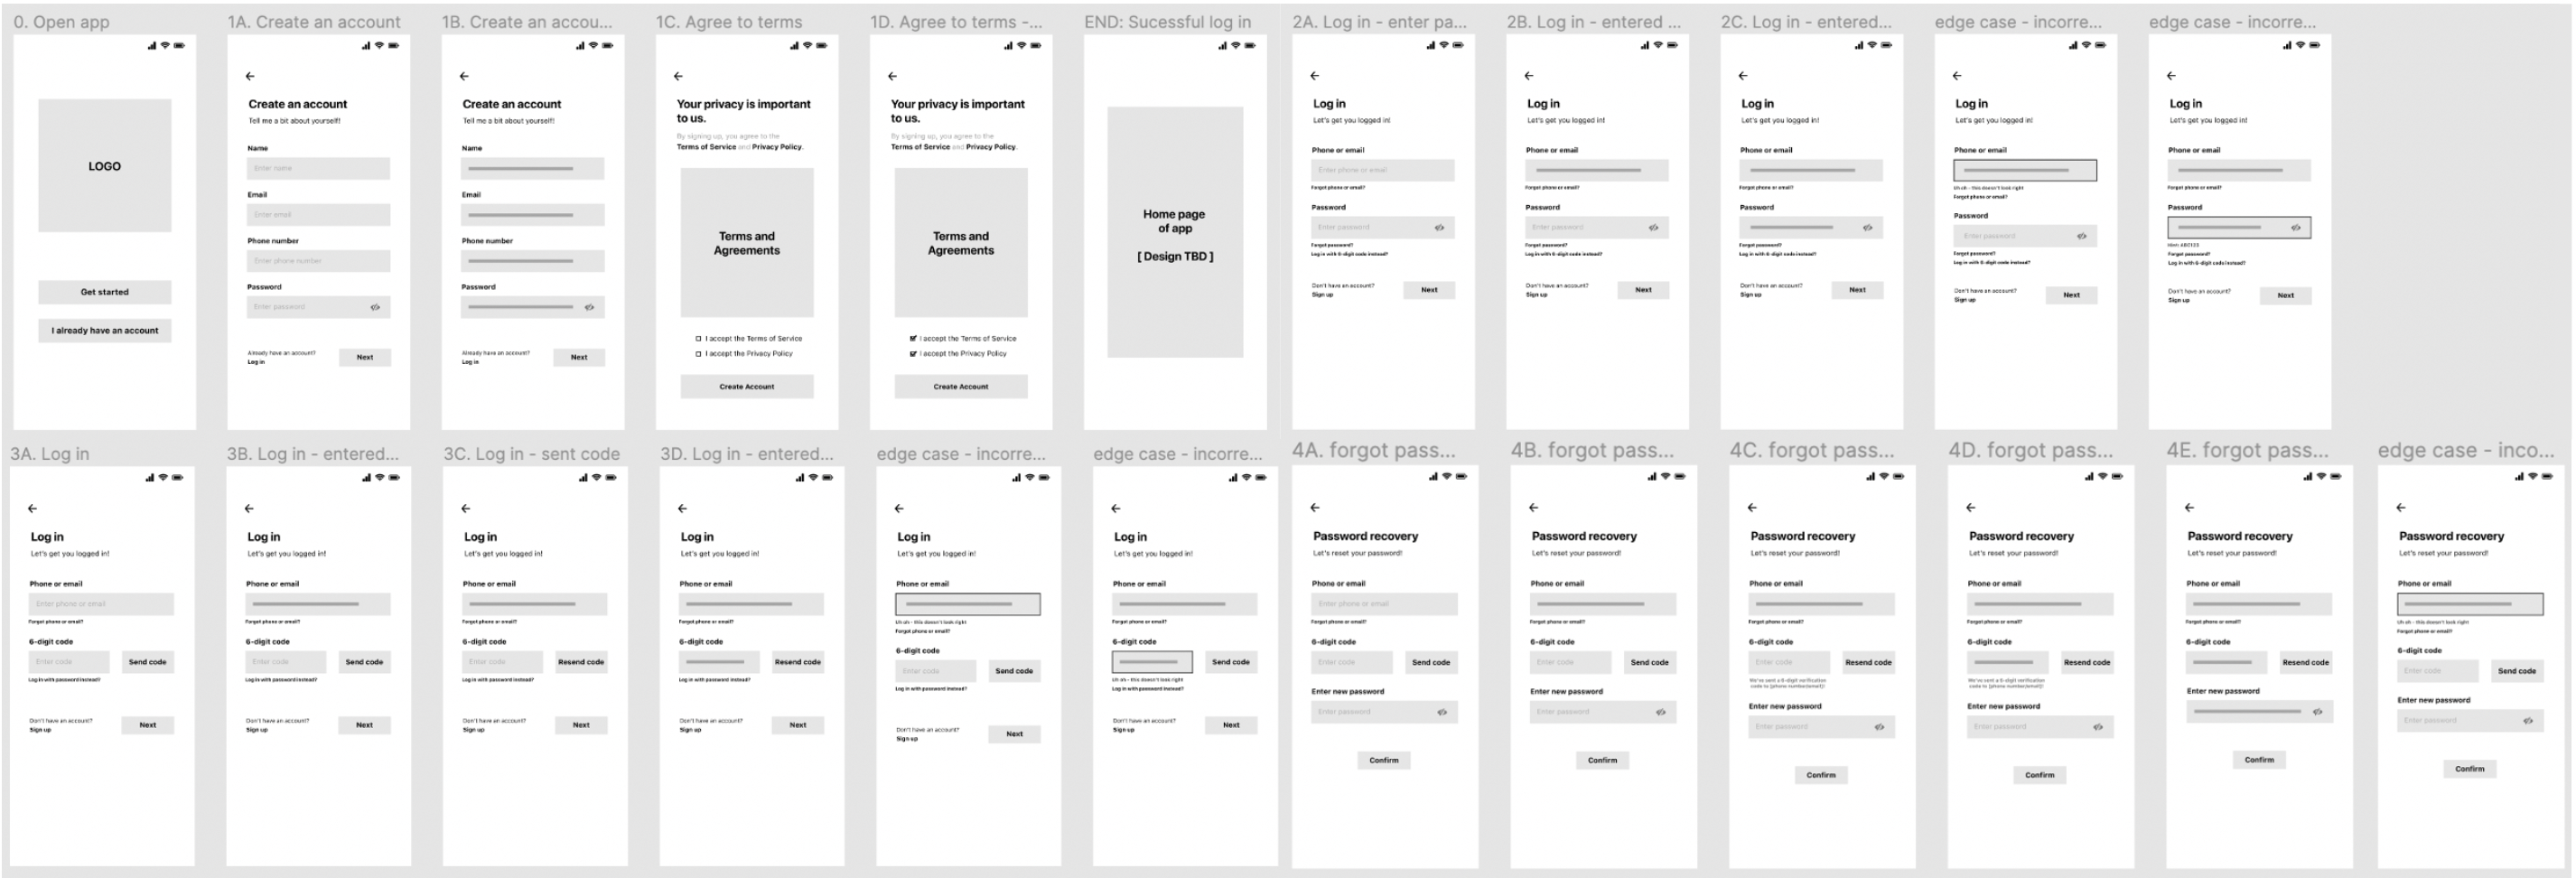 0. Open app
LOGO
Get started
I already have an account
1A. Create an account
Create an account
Tell me a bit about yourself!
Name
Enter name
Email
Enter email
Phone number
Enter phone number
Password
Enter password
Already have an account?
Log in
Next
1B. Create an accou...
Create an account
Tell me a bit about yourself!
Name
Email
Phone number
Password
Already have an account?
Log in
Next
1C. Agree to terms
Your privacy is important
to us.
By signing up, you agree to the
Terms of Service and Privacy Policy.
Terms and
Agreements
I accept the Terms of Service
I accept the Privacy Policy
Create Account
1D. Agree to terms -...
Your privacy is important
to us.
By signing up, you agree to the
Terms of Service and Privacy Policy.
Terms and
Agreements
I accept the Terms of Service
I accept the Privacy Policy
Create Account
END: Sucessful log in
Home page
of app
[ Design TBD ]
2A. Log in - enter pa...
Log in
Let's get you logged in!
Phone or email
Enter phone or email
Forgot phone or email?
Password
Enter password
Forgot password?
Log in with 6-digit code instead?
Don't have an account?
Sign up
Next
2B. Log in - entered ...
Log in
Let's get you logged in!
Phone or email
Forgot phone or email?
Password
Enter password
Forgot password?
Log in with 6-digit code instead?
Don't have an account?
Sign up
Next
2C. Log in - entered...
Log in
Let's get you logged in!
Phone or email
Forgot phone or email?
Password
Forgot password?
Log in with 6-digit code instead?
Don't have an account?
Sign up
Next
edge case - incorre...
Log in
Let's get you logged in!
Phone or email
Uh oh - this doesn't look right
Forgot phone or email?
Password
Enter password
Forgot password?
Log in with 6-digit code instead?
Don't have an account?
Sign up
Next
edge case - incorre...
Log in
Let's get you logged in!
Phone or email
Forgot phone or email?
Password
Hint: ABC123
Forgot password?
Log in with 6-digit code instead?
Don't have an account?
Sign up
Next
3A. Log in
Log in
Let's get you logged in!
Phone or email
Enter phone or email
Forgot phone or email?
6-digit code
Enter code
Send code
Log in with password instead?
Don't have an account?
Sign up
Next
3B. Log in - entered...
Log in
Let's get you logged in!
Phone or email
Forgot phone or email?
6-digit code
Enter code
Send code
Log in with password instead?
Don't have an account?
Sign up
Next
3C. Log in - sent code
Log in
Let's get you logged in!
Phone or email
Forgot phone or email?
6-digit code
Enter code
Resend code
Log in with password instead?
Don't have an account?
Sign up
Next
3D. Log in - entered...
Log in
Let's get you logged in!
Phone or email
Forgot phone or email?
6-digit code
Resend code
Log in with password instead?
Don't have an account?
Sign up
Next
edge case - incorre...
Log in
Let's get you logged in!
Phone or email
Uh oh - this doesn't look right
Forgot phone or email?
6-digit code
Enter code
Send code
Log in with password instead?
Don't have an account?
Sign up
Next
edge case - incorre...
Log in
Let's get you logged in!
Phone or email
Forgot phone or email?
6-digit code
Send code
Uh oh - this doesn't look right
Log in with password instead?
Don't have an account?
Sign up
Next
4A. forgot pass...
Password recovery
Let's reset your password!
Phone or email
Enter phone or email
Forgot phone or email?
6-digit code
Enter code
Send code
Enter new password
Enter password
Confirm
4B. forgot pass...
Password recovery
Let's reset your password!
Phone or email
Forgot phone or email?
6-digit code
Enter code
Send code
Enter new password
Enter password
Confirm
4C. forgot pass...
Password recovery
Let's reset your password!
Phone or email
Forgot phone or email?
6-digit code
Enter code
Resend code
We've sent a 6-digit verification
code to [phone number/email]!
Enter new password
Enter password
Confirm
4D. forgot pass...
Password recovery
Let's reset your password!
Phone or email
Forgot phone or email?
6-digit code
Resend code
We've sent a 6-digit verification
code to [phone number/email]!
Enter new password
Enter password
Confirm
4E. forgot pass...
Password recovery
Let's reset your password!
Phone or email
Forgot phone or email?
6-digit code
Resend code
Enter new password
Confirm
edge case - inco...
Password recovery
Let's reset your password!
Phone or email
Uh oh - this doesn't look right
Forgot phone or email?
6-digit code
Enter code
Send code
Enter new password
Enter password
Confirm